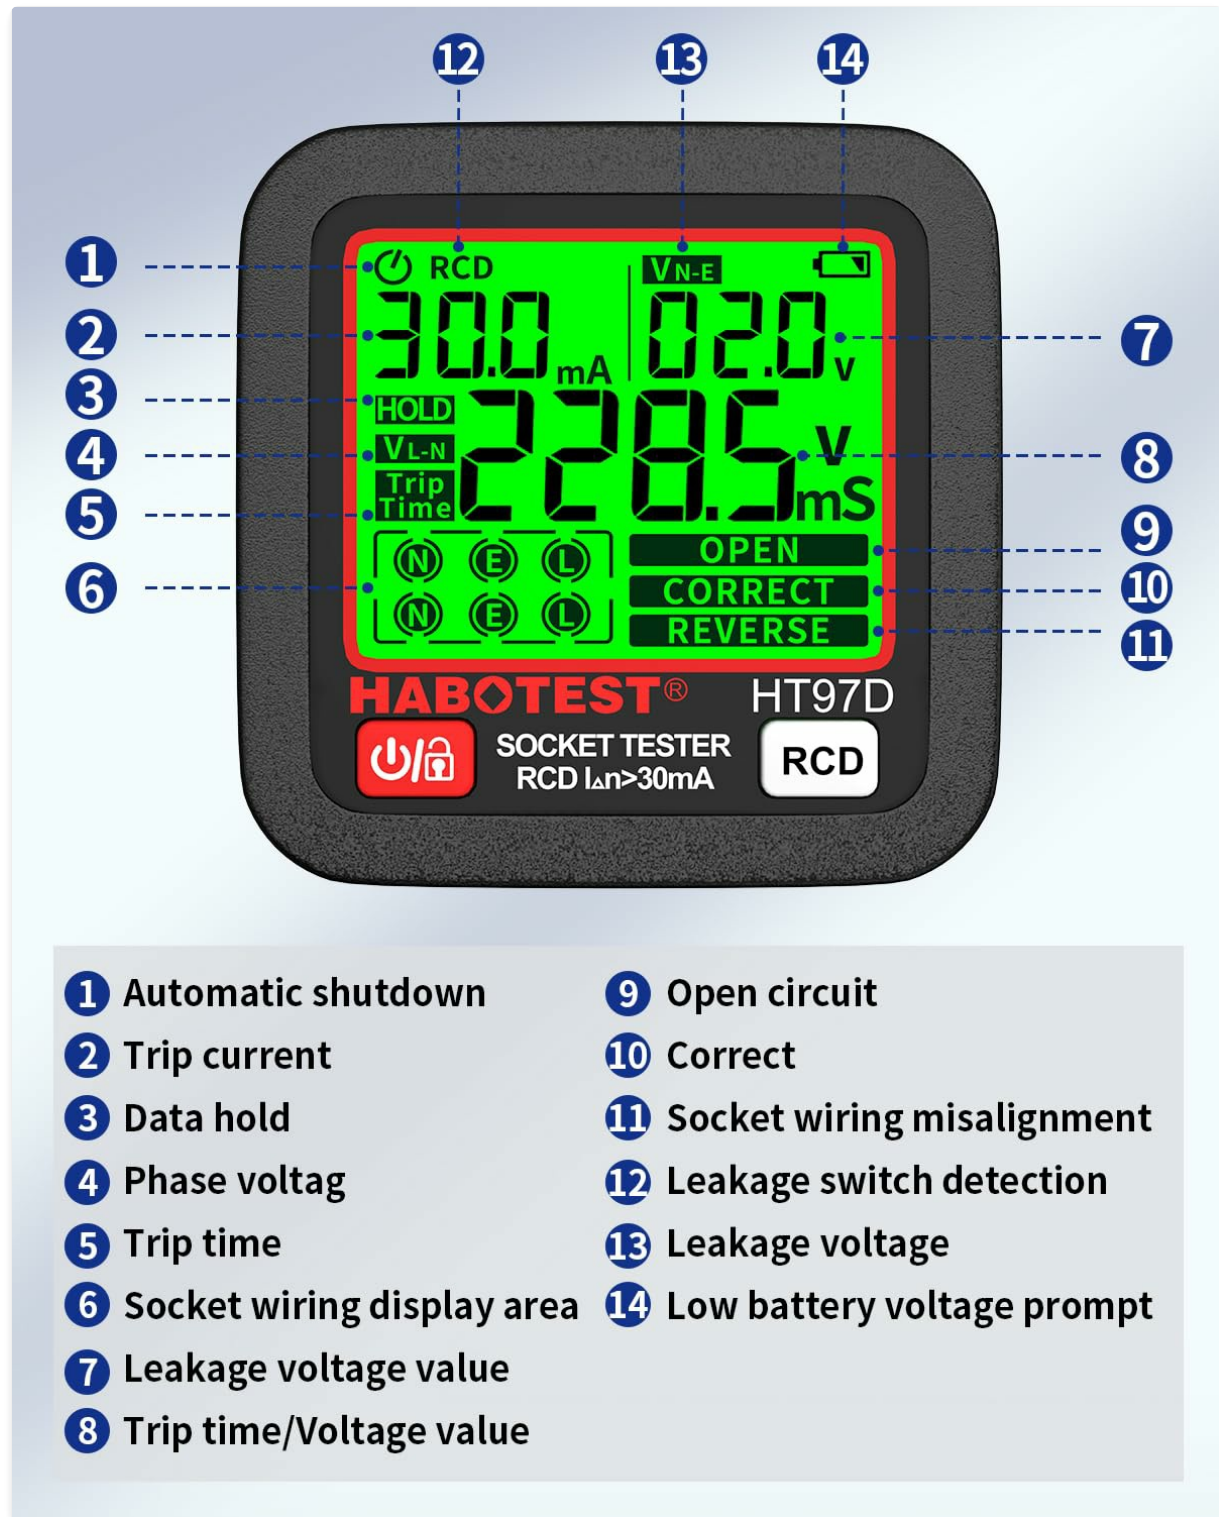 12 13 14
1 RCD VN-E
2 30.0 mA 02.0 V 7
3 HOLD
4 VL-N 228.5 V mS 8
5 Trip Time
6 N E L OPEN 9
CORRECT 10
N E L REVERSE 11
HABOTEST® HT97D
SOCKET TESTER
RCD I△n>30mA
RCD
1 Automatic shutdown
2 Trip current
3 Data hold
4 Phase voltag
5 Trip time
6 Socket wiring display area
7 Leakage voltage value
8 Trip time/Voltage value
9 Open circuit
10 Correct
11 Socket wiring misalignment
12 Leakage switch detection
13 Leakage voltage
14 Low battery voltage prompt